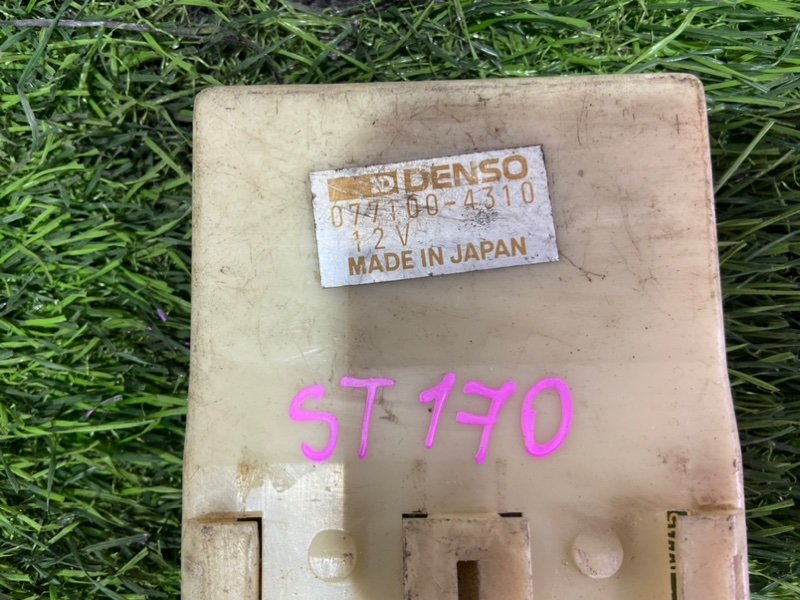 DENSO
077100-4310
12V
MADE IN JAPAN
ST170